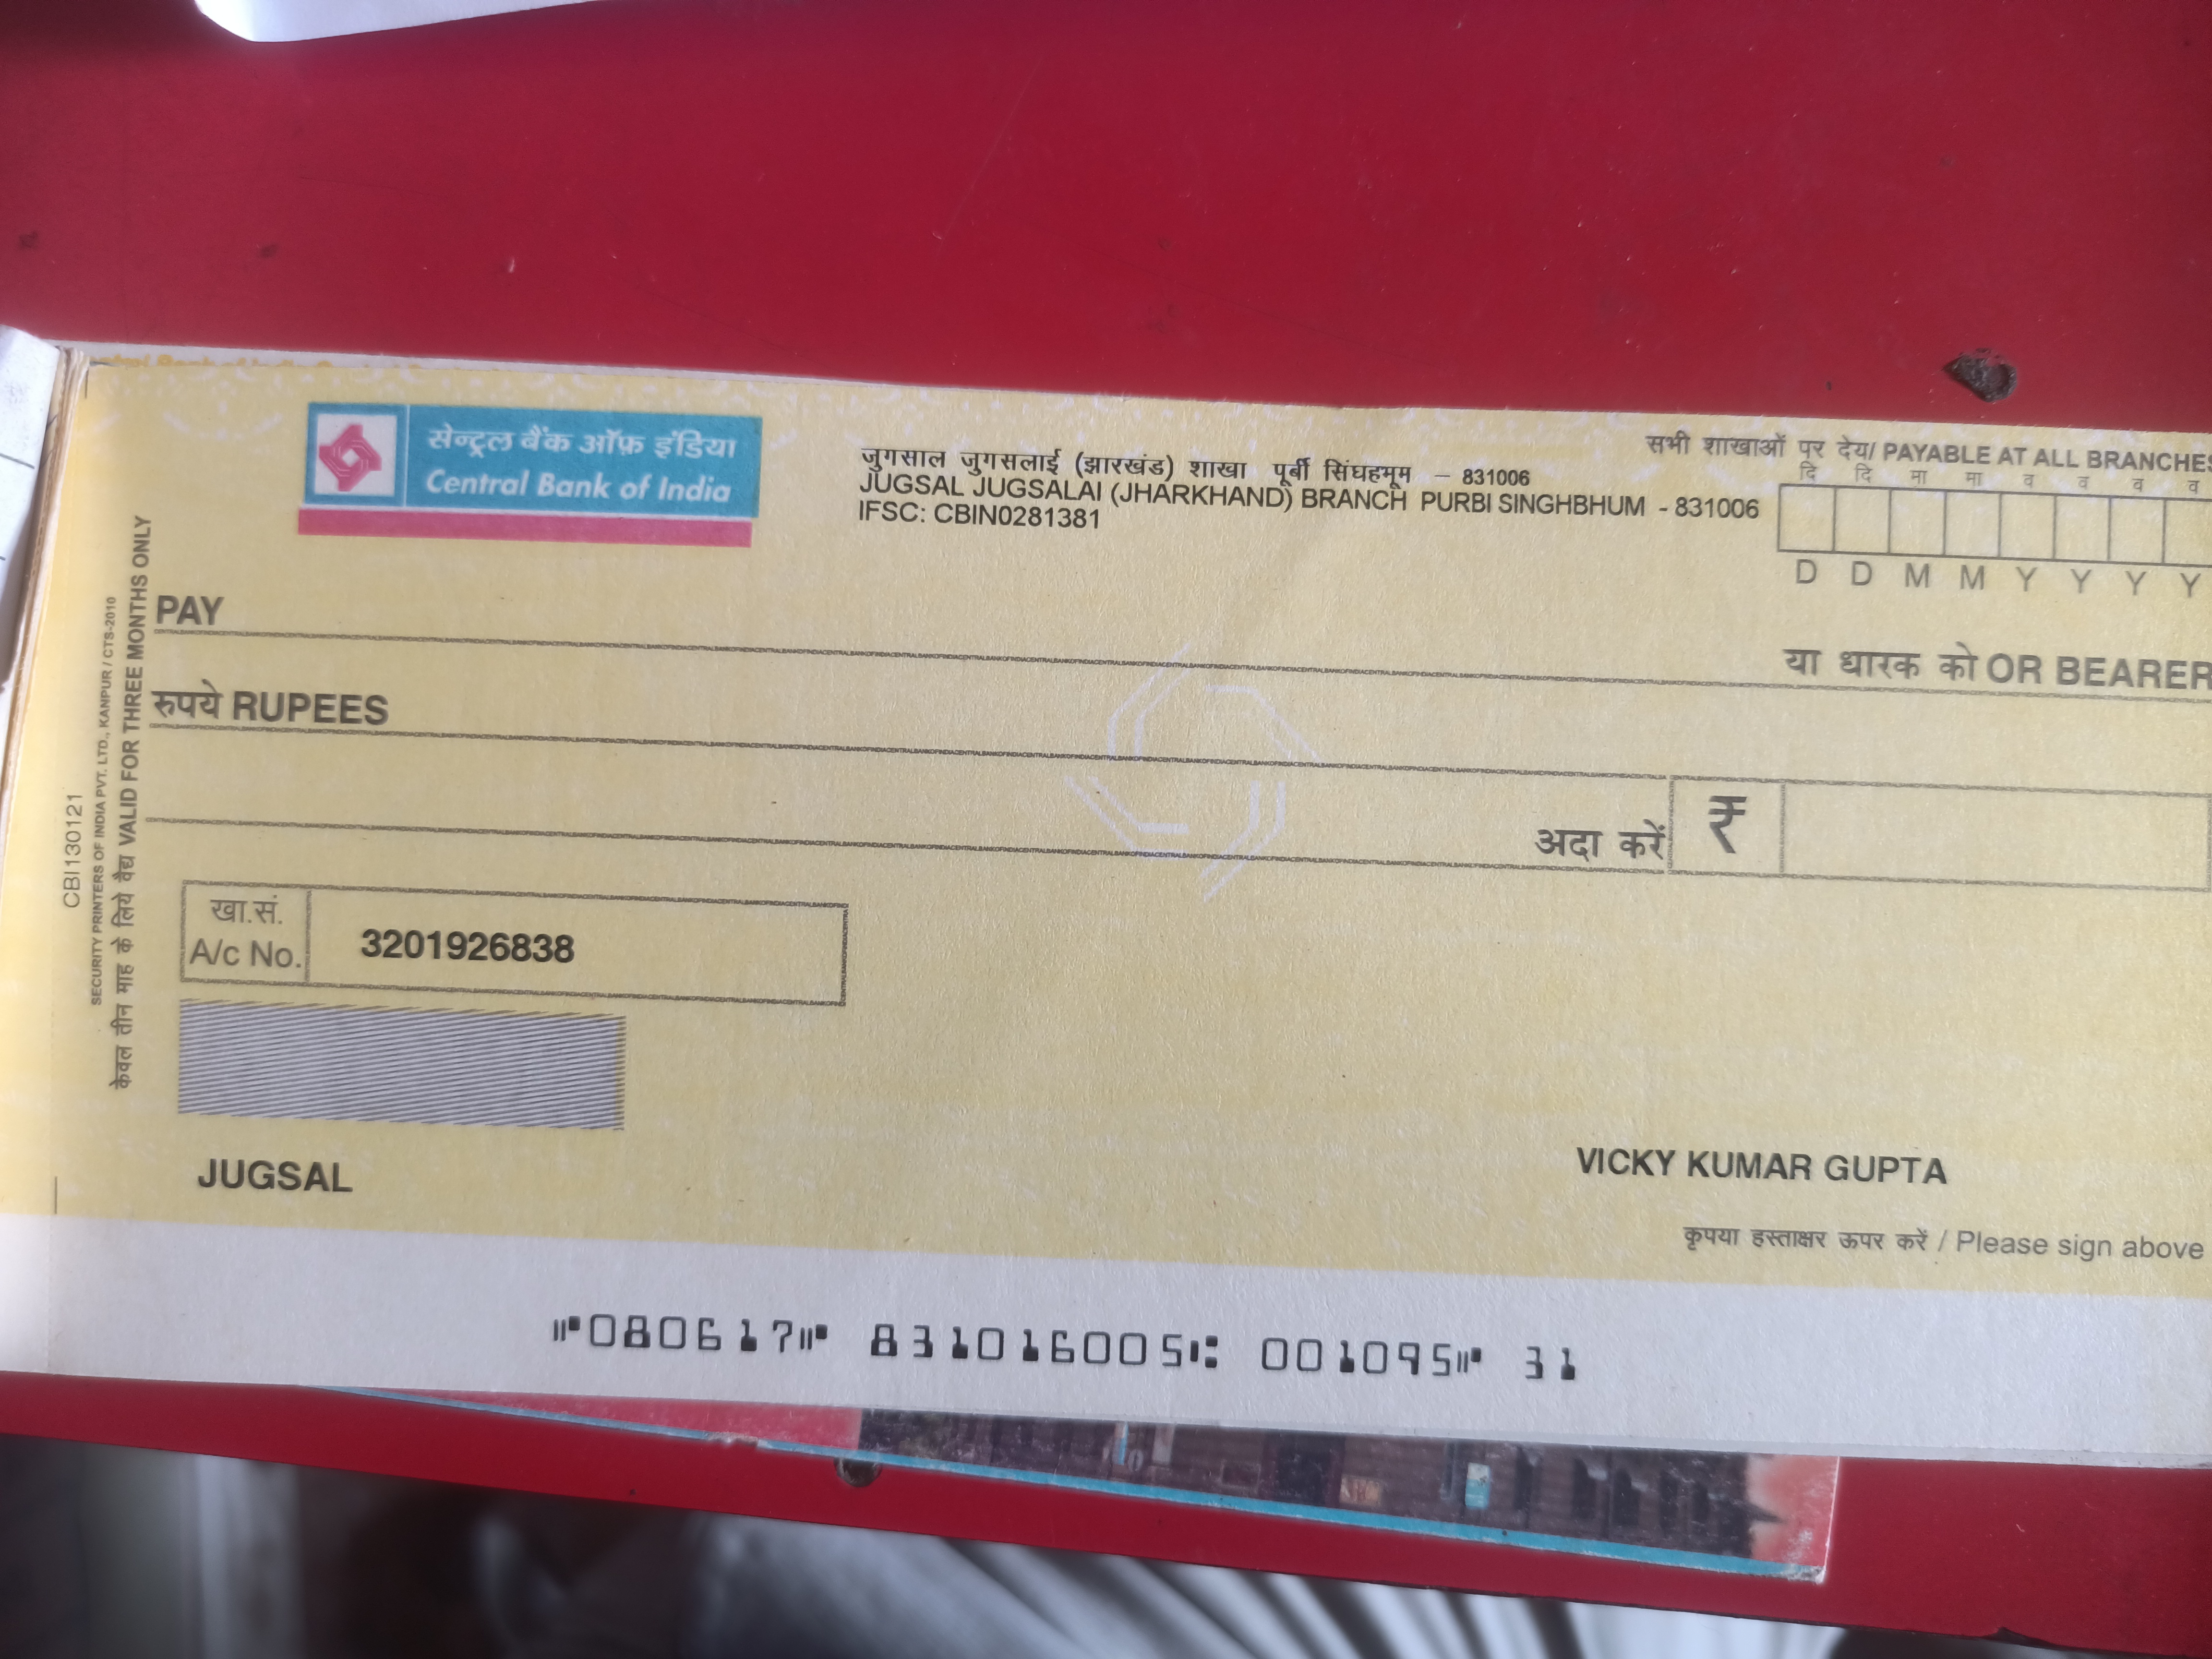 सेन्ट्रल बैंक ऑफ़ इंडिया
Central Bank of India
जुगसाल जुगसलाई (झारखंड) शाखा पूर्बी सिंघहमूम – 831006
JUGSAL JUGSALAI (JHARKHAND) BRANCH PURBI SINGHBHUM - 831006
IFSC: CBIN0281381
सभी शाखाओं पर देय/ PAYABLE AT ALL BRANCHES
दि दि मा मा व व व व
D D M M Y Y Y Y
PAY
या धारक को OR BEARER
रुपये RUPEES
अदा करें ₹
खा.सं.
A/c No. 3201926838
JUGSAL
VICKY KUMAR GUPTA
कृपया हस्ताक्षर ऊपर करें / Please sign above
⑈080617⑈ 831016005⑆ 001095⑈ 31
CBI130121
SECURITY PRINTERS OF INDIA PVT. LTD., KANPUR / CTS-2010
केवल तीन माह के लिये वैद्य VALID FOR THREE MONTHS ONLY